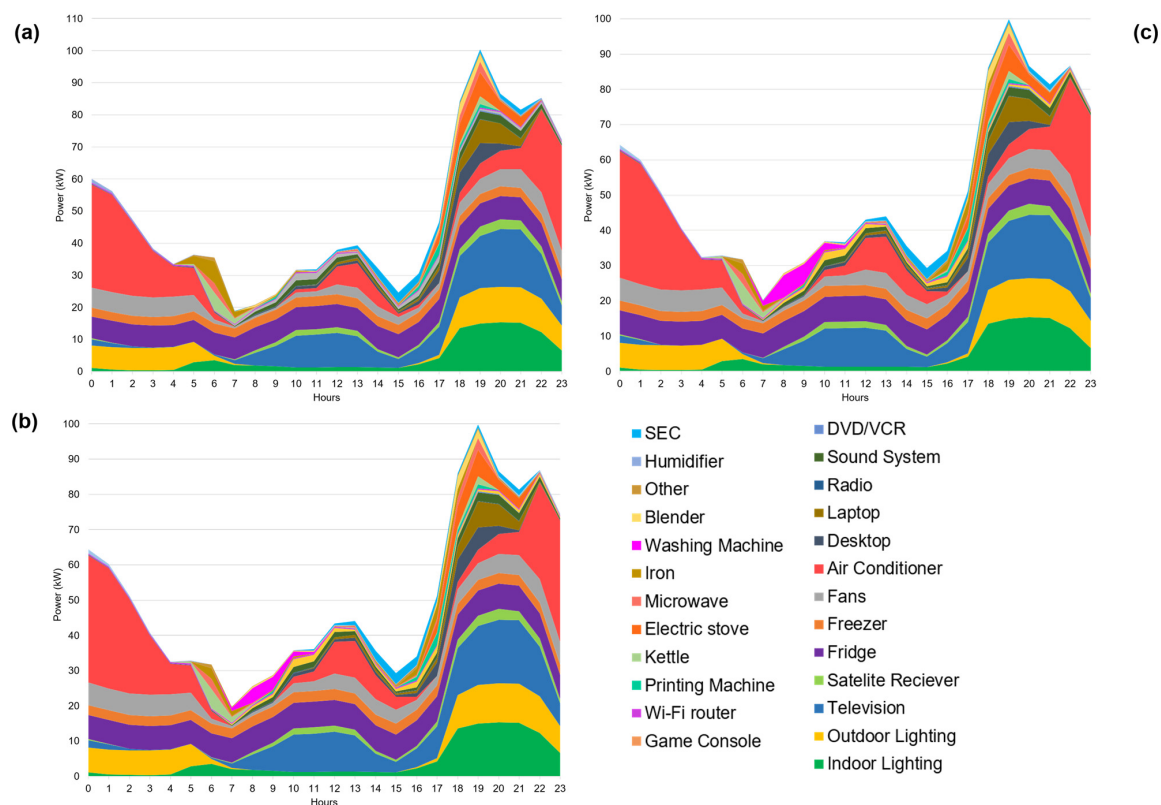 (a)
110
100
90
80
70
60
50
40
30
20
10
0
Power (kW)
0 1 2 3 4 5 6 7 8 9 10 11 12 13 14 15 16 17 18 19 20 21 22 23
Hours
(c)
100
90
80
70
60
50
40
30
20
10
0
Power (kW)
0 1 2 3 4 5 6 7 8 9 10 11 12 13 14 15 16 17 18 19 20 21 22 23
Hours
(b)
100
90
80
70
60
50
40
30
20
10
0
Power (kW)
0 1 2 3 4 5 6 7 8 9 10 11 12 13 14 15 16 17 18 19 20 21 22 23
Hours
SEC
Humidifier
Other
Blender
Washing Machine
Iron
Microwave
Electric stove
Kettle
Printing Machine
Wi-Fi router
Game Console
DVD/VCR
Sound System
Radio
Laptop
Desktop
Air Conditioner
Fans
Freezer
Fridge
Satelite Reciever
Television
Outdoor Lighting
Indoor Lighting